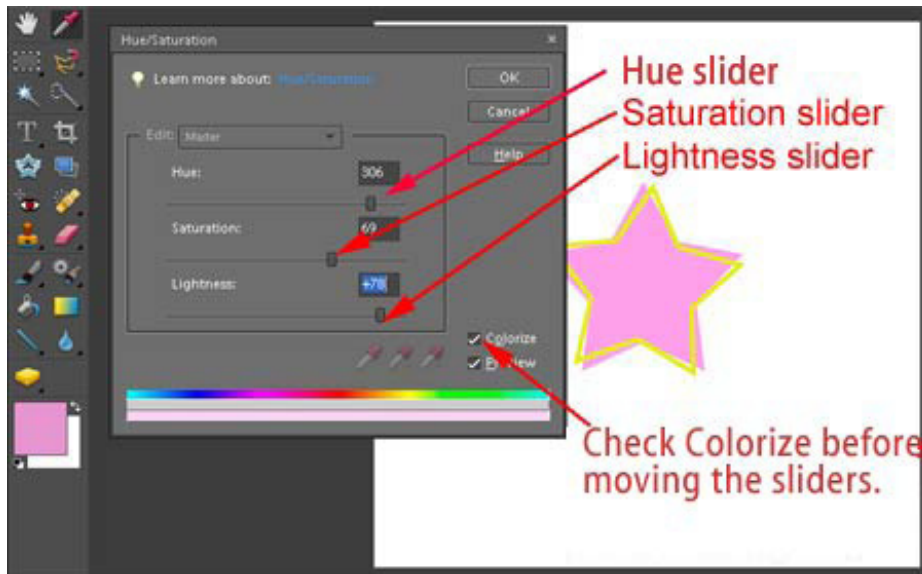 Hue/Saturation
Learn more about: Hue/Saturation
OK
Cancel
Help
Edit: Master
Hue: 306
Saturation: 69
Lightness: +78
Colorize
Preview
Hue slider
Saturation slider
Lightness slider
Check Colorize before
moving the sliders.